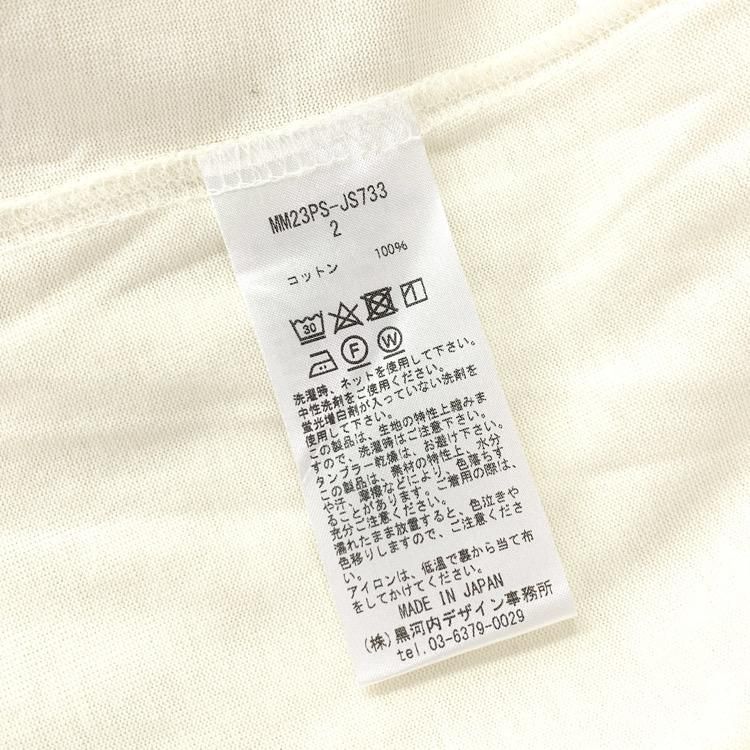 MM23PS-JS733
2
コットン 100%
30
F W
洗濯時、ネットを使用して下さい。
中性洗剤をご使用ください。
蛍光増白剤が入っていない洗剤を
使用して下さい。
この製品は、生地の特性上縮みま
すので、洗濯時はご注意下さい。
タンブラー乾燥は、お避け下さい。
この製品は、素材の特性上、水分
や汗、摩擦などにより、色落ちす
ることがあります。ご着用の際は、
充分ご注意ください。
濡れたまま放置すると、色泣きや
色移りしますので、ご注意くださ
い。
アイロンは、低温で裏から当て布
をしてかけてください。
MADE IN JAPAN
(株)黒河内デザイン事務所
tel.03-6379-0029